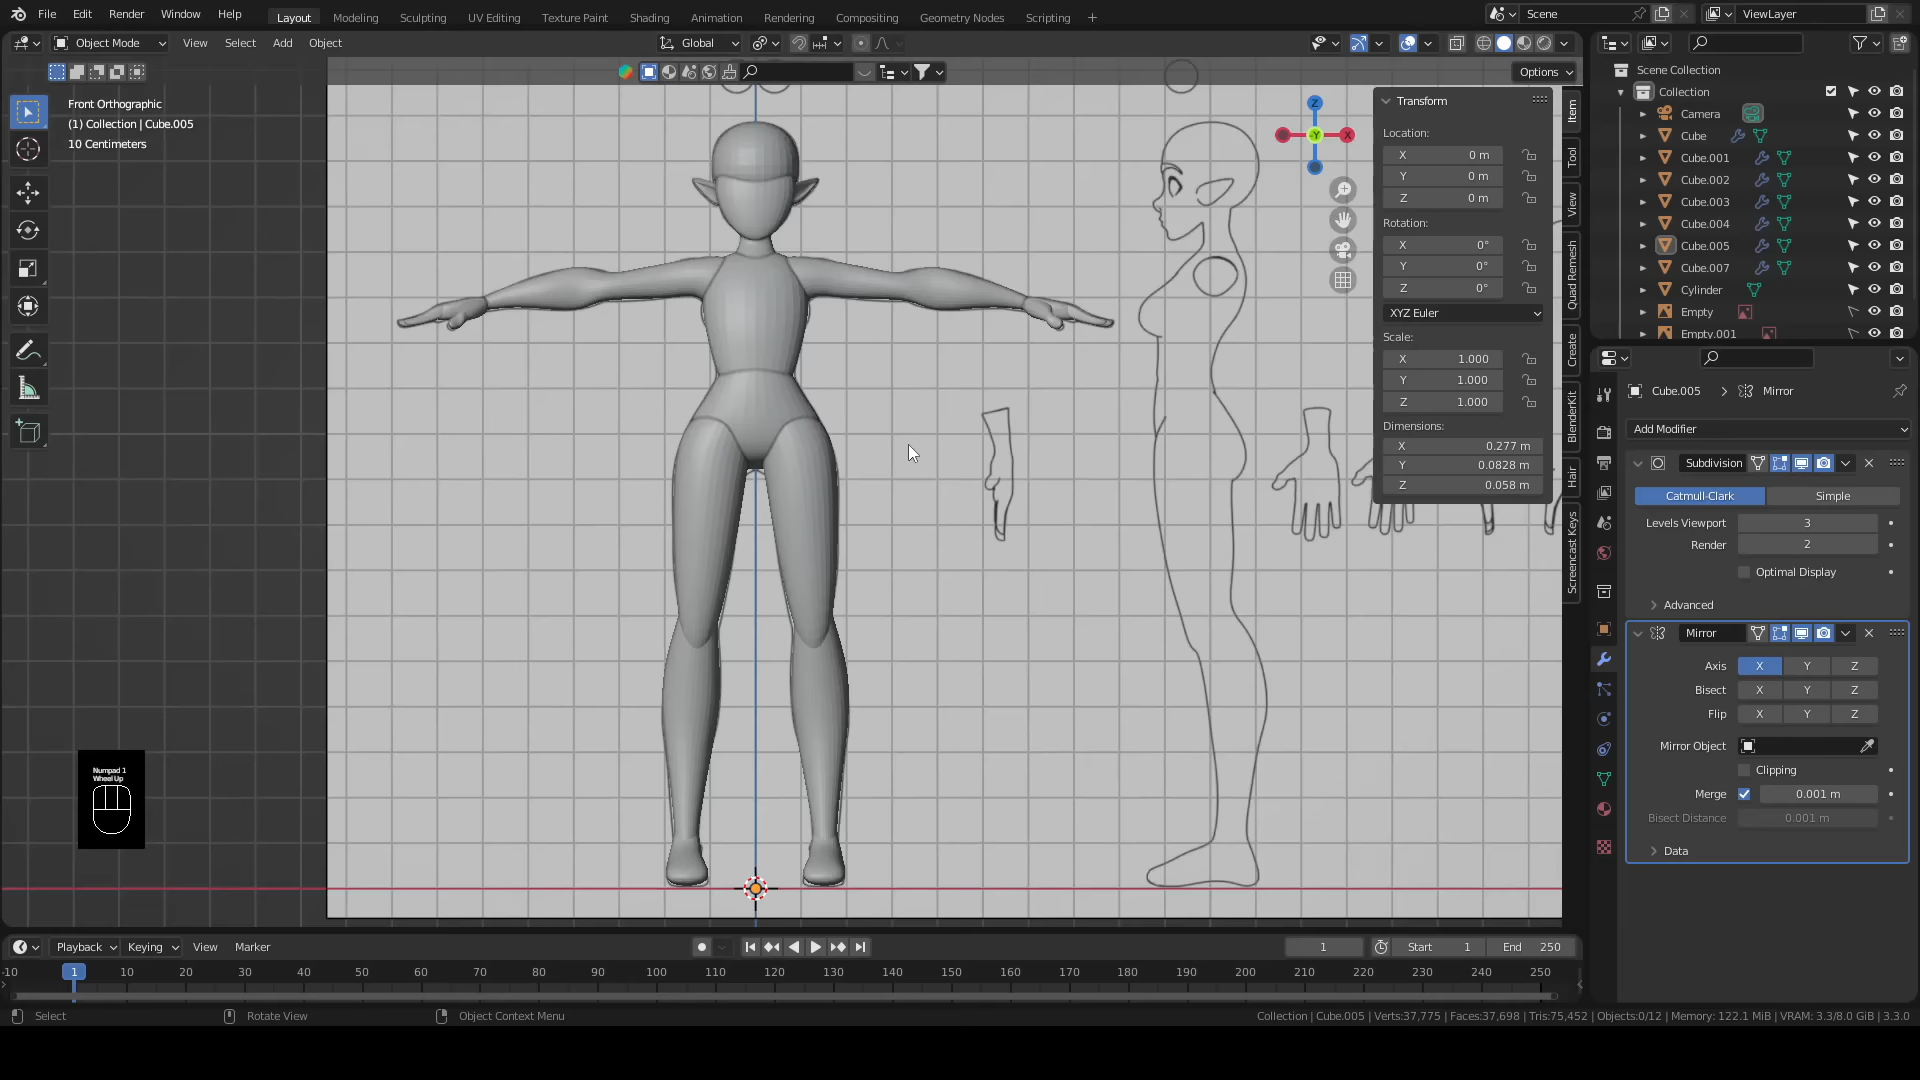 File Edit Render Window Help Layout Modeling Sculpting UV Editing Texture Paint Shading Animation Rendering Compositing Geometry Nodes Scripting + Scene ViewLayer
Object Mode View Select Add Object Global
Options
Front Orthographic
(1) Collection | Cube.005
10 Centimeters
Z
X
-Y
Transform
Location:
X 0 m
Y 0 m
Z 0 m
Rotation:
X 0°
Y 0°
Z 0°
XYZ Euler
Scale:
X 1.000
Y 1.000
Z 1.000
Dimensions:
X 0.277 m
Y 0.0828 m
Z 0.058 m
Item
Tool
View
Quad Remesh
Create
BlenderKit
Hair
Screencast Keys
Scene Collection
Collection
Camera
Cube
Cube.001
Cube.002
Cube.003
Cube.004
Cube.005
Cube.007
Cylinder
Empty
Empty.001
Cube.005 > Mirror
Add Modifier
Subdivision
Catmull-Clark Simple
Levels Viewport 3
Render 2
Optimal Display
Advanced
Mirror
Axis X Y Z
Bisect X Y Z
Flip X Y Z
Mirror Object
Clipping
Merge 0.001 m
Bisect Distance 0.001 m
Data
Numpad 1
Wheel Up
Playback Keying View Marker 1 Start 1 End 250
-10 1 10 20 30 40 50 60 70 80 90 100 110 120 130 140 150 160 170 180 190 200 210 220 230 240 250
Select Rotate View Object Context Menu Collection | Cube.005 | Verts:37,775 | Faces:37,698 | Tris:75,452 | Objects:0/12 | Memory: 122.1 MiB | VRAM: 3.3/8.0 GiB | 3.3.0